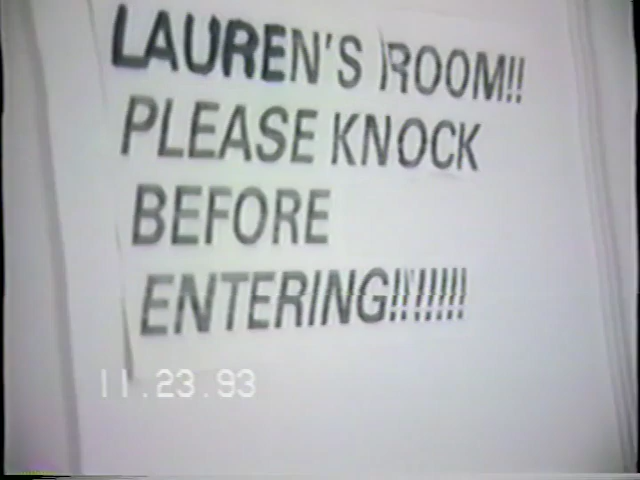 LAUREN'S ROOM!!
PLEASE KNOCK
BEFORE
ENTERING!!!!!!!
11.23.93